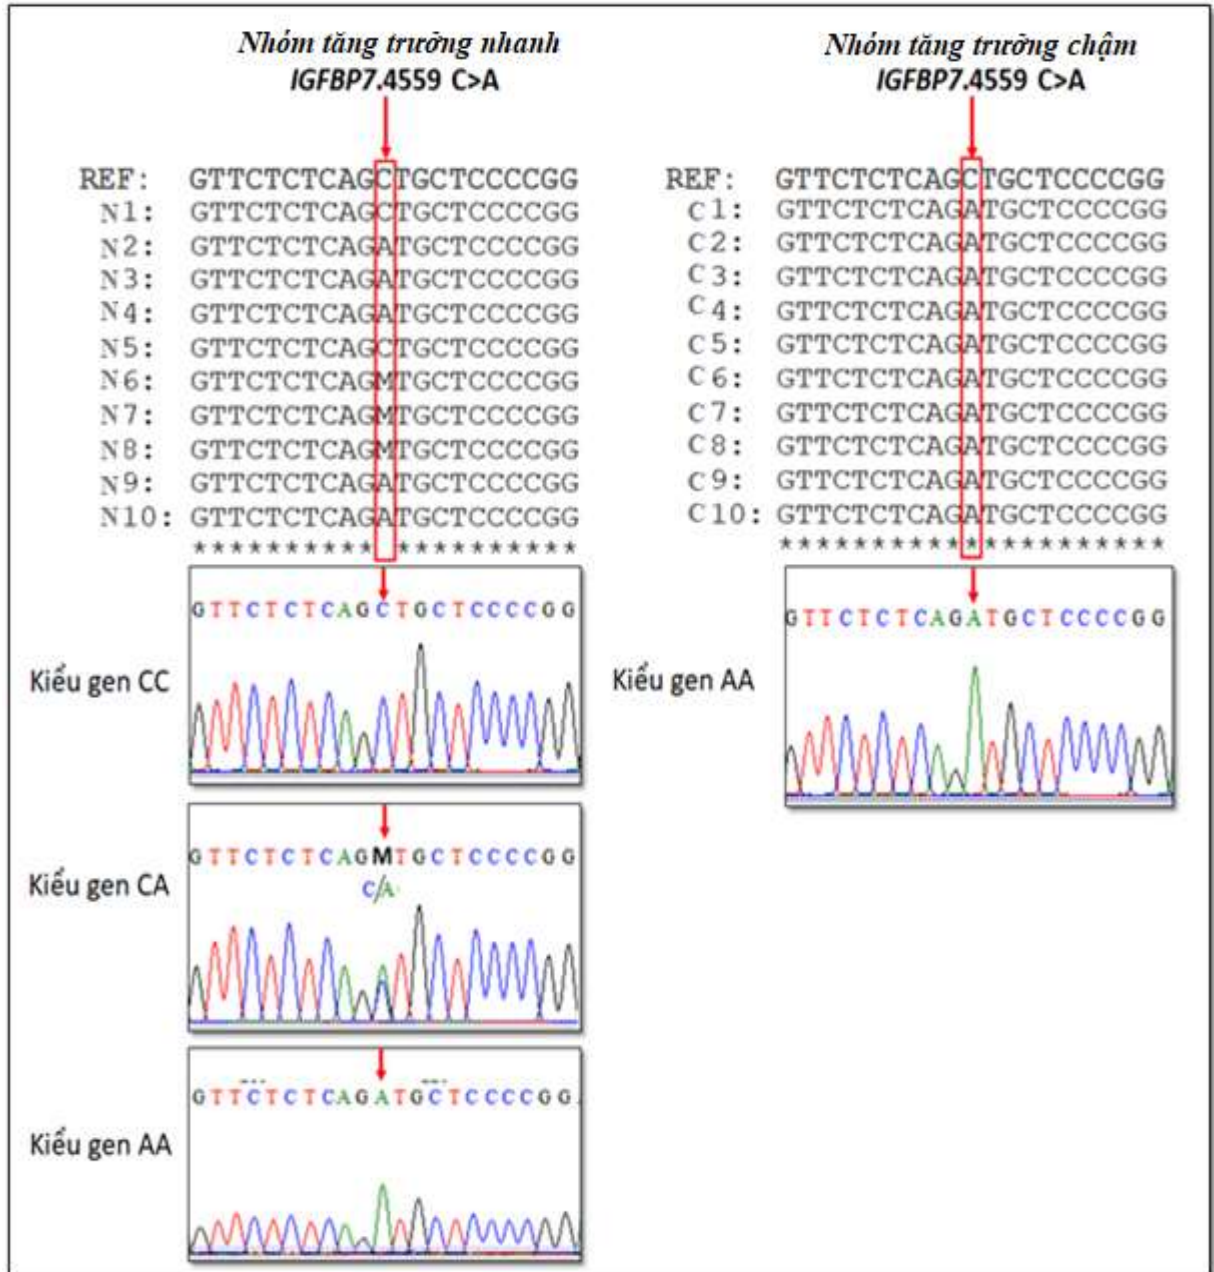 Nhóm tăng trưởng nhanh
IGFBP7.4559 C>A
REF: GTTCTCTCAGCTGCTCCCCGG
N1: GTTCTCTCAGCTGCTCCCCGG
N2: GTTCTCTCAGATGCTCCCCGG
N3: GTTCTCTCAGATGCTCCCCGG
N4: GTTCTCTCAGATGCTCCCCGG
N5: GTTCTCTCAGCTGCTCCCCGG
N6: GTTCTCTCAGMTGCTCCCCGG
N7: GTTCTCTCAGMTGCTCCCCGG
N8: GTTCTCTCAGMTGCTCCCCGG
N9: GTTCTCTCAGATGCTCCCCGG
N10: GTTCTCTCAGATGCTCCCCGG
********** **********
GTTCTCTCAGCTGCTCCCCGG
Kiểu gen CC
GTTCTCTCAGMTGCTCCCCGG
C/A
Kiểu gen CA
GTTCTCTCAGATGCTCCCCGG
Kiểu gen AA
Nhóm tăng trưởng chậm
IGFBP7.4559 C>A
REF: GTTCTCTCAGCTGCTCCCCGG
C1: GTTCTCTCAGATGCTCCCCGG
C2: GTTCTCTCAGATGCTCCCCGG
C3: GTTCTCTCAGATGCTCCCCGG
C4: GTTCTCTCAGATGCTCCCCGG
C5: GTTCTCTCAGATGCTCCCCGG
C6: GTTCTCTCAGATGCTCCCCGG
C7: GTTCTCTCAGATGCTCCCCGG
C8: GTTCTCTCAGATGCTCCCCGG
C9: GTTCTCTCAGATGCTCCCCGG
C10: GTTCTCTCAGATGCTCCCCGG
*********************
GTTCTCTCAGATGCTCCCCGG
Kiểu gen AA